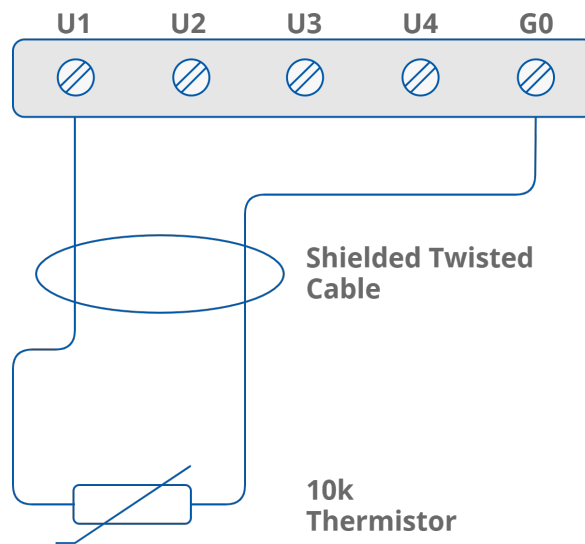 U1 U2 U3 U4 G0
Shielded Twisted
Cable
10k
Thermistor